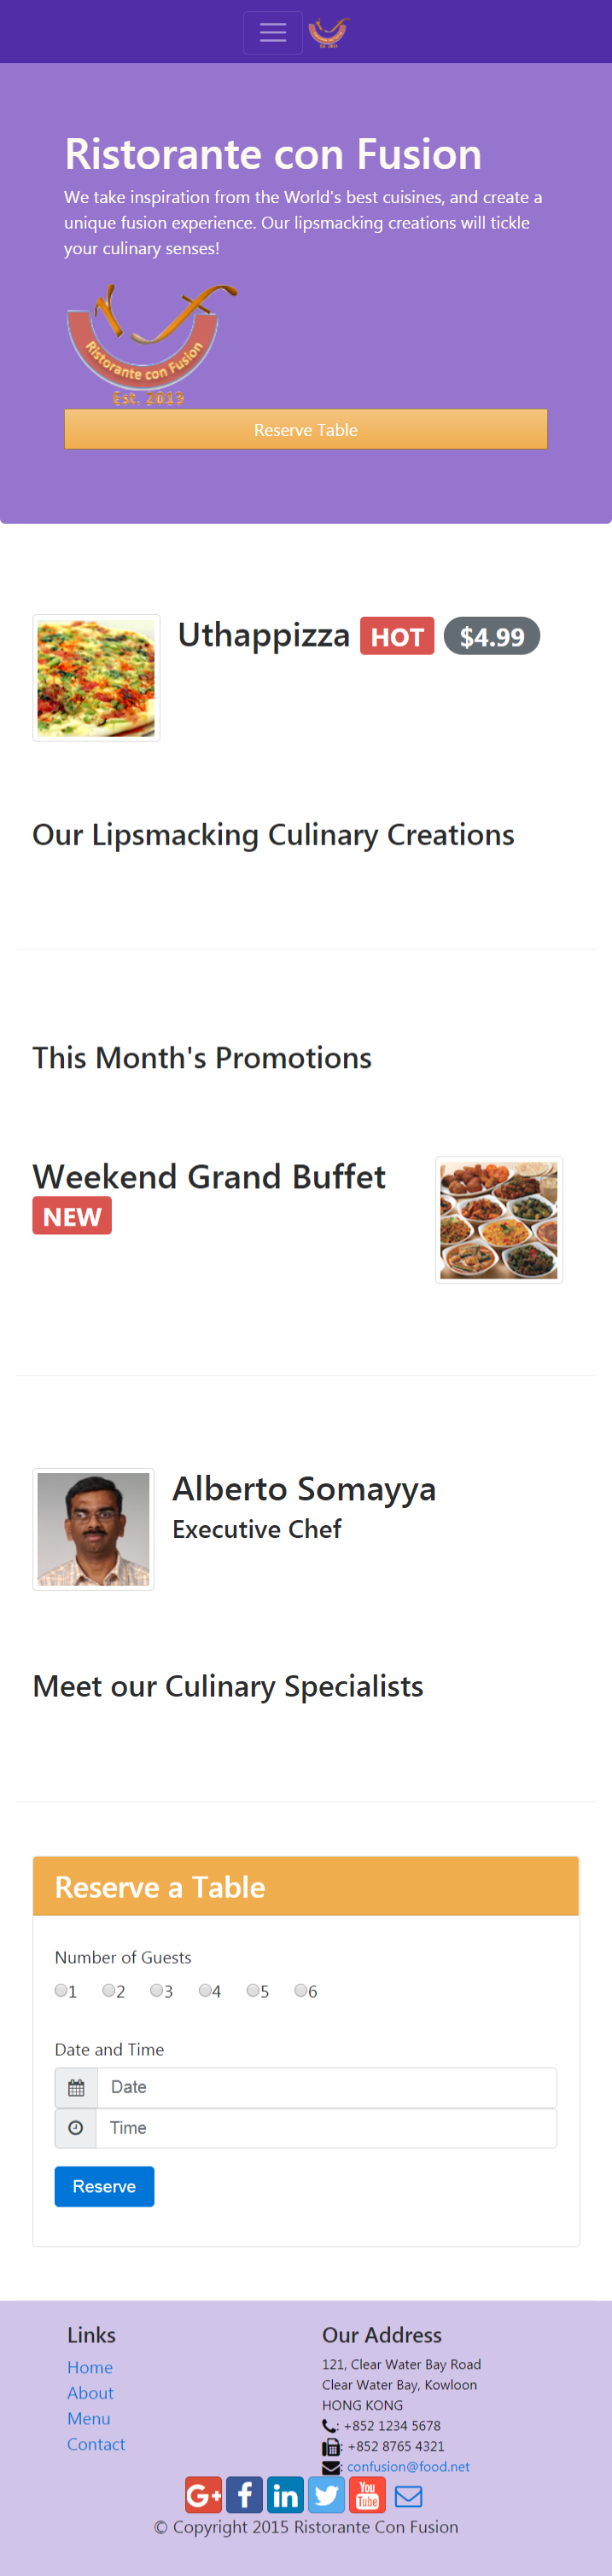 Ristorante con Fusion
We take inspiration from the World's best cuisines, and create a
unique fusion experience. Our lipsmacking creations will tickle
your culinary senses!
Ristorante con Fusion
Est. 2013
Reserve Table
Uthappizza HOT $4.99
Our Lipsmacking Culinary Creations
This Month's Promotions
Weekend Grand Buffet
NEW
Alberto Somayya
Executive Chef
Meet our Culinary Specialists
Reserve a Table
Number of Guests
1 2 3 4 5 6
Date and Time
Date
Time
Reserve
Links
Home
About
Menu
Contact
Our Address
121, Clear Water Bay Road
Clear Water Bay, Kowloon
HONG KONG
: +852 1234 5678
: +852 8765 4321
: confusion@food.net
G+ f in You Tube
© Copyright 2015 Ristorante Con Fusion